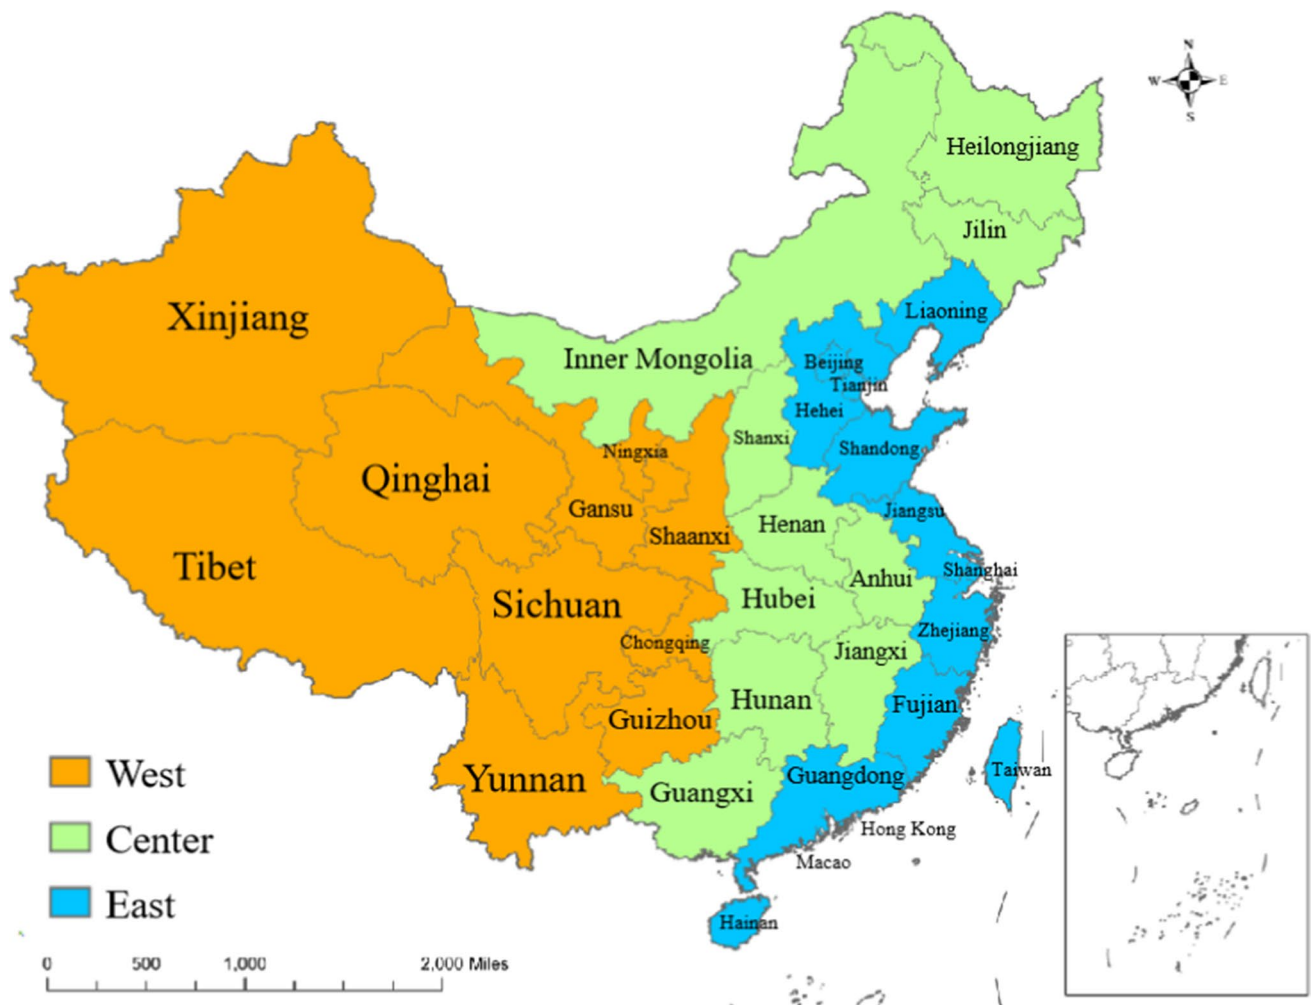 N
W E
S
Heilongjiang
Jilin
Liaoning
Xinjiang
Inner Mongolia
Beijing
Tianjin
Hehei
Shanxi
Shandong
Ningxia
Qinghai
Gansu
Jiangsu
Henan
Shaanxi
Tibet
Shanghai
Anhui
Sichuan
Hubei
Zhejiang
Chongqing
Jiangxi
Hunan
Fujian
Guizhou
Taiwan
West
Yunnan
Guangdong
Guangxi
Hong Kong
Center
Macao
East
Hainan
0 500 1,000 2,000 Miles